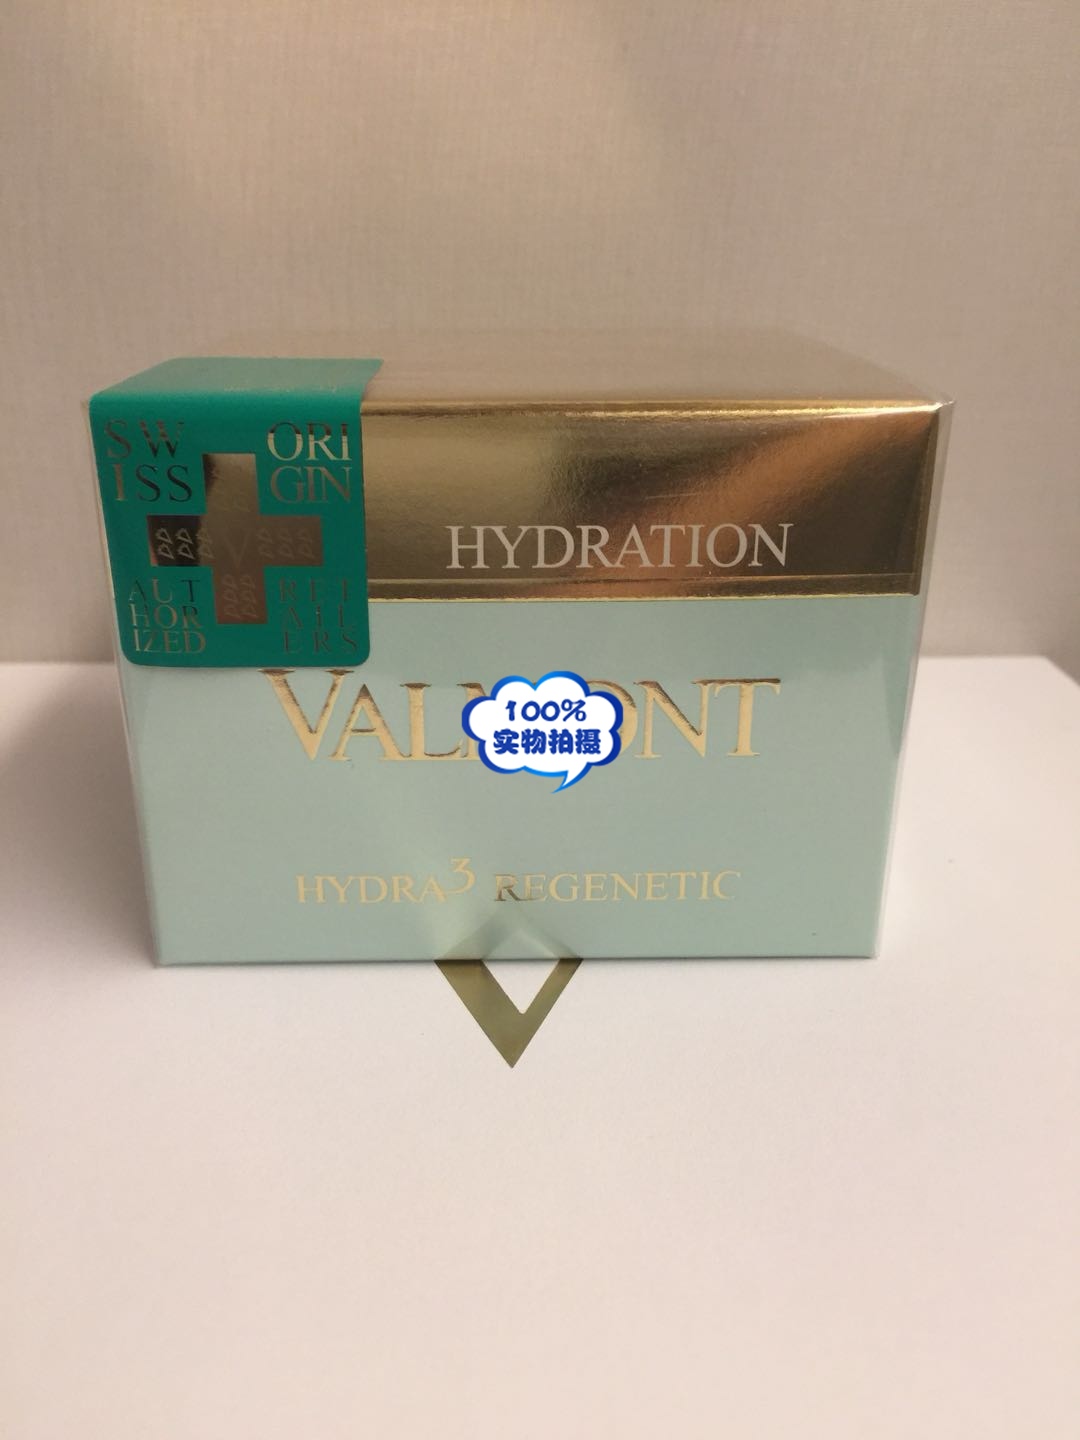 SW
ISS
ORI
GIN
AUT
HOR
IZED
RET
AIL
ERS
HYDRATION
VALMONT
100%
实物拍摄
HYDRA3 REGENETIC